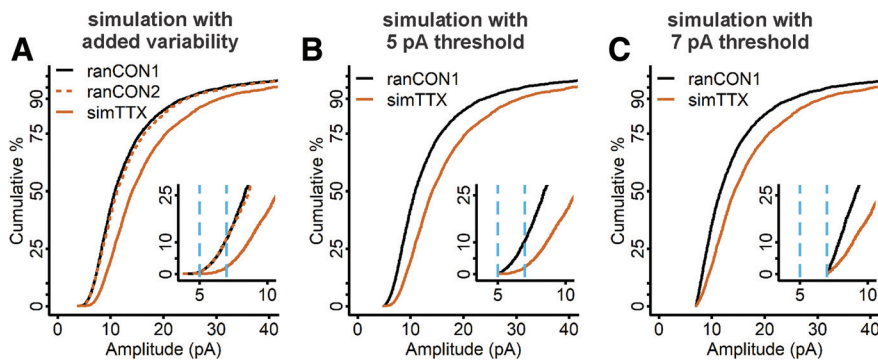 simulation with
added variability
A
ranCON1
ranCON2
simTTX
Cumulative %
90
75
50
25
0
25
10
0
5
10
0
10
20
30
40
Amplitude (pA)
simulation with
5 pA threshold
B
ranCON1
simTTX
Cumulative %
90
75
50
25
0
25
10
0
5
10
0
10
20
30
40
Amplitude (pA)
simulation with
7 pA threshold
C
ranCON1
simTTX
Cumulative %
90
75
50
25
0
25
10
0
5
10
0
10
20
30
40
Amplitude (pA)